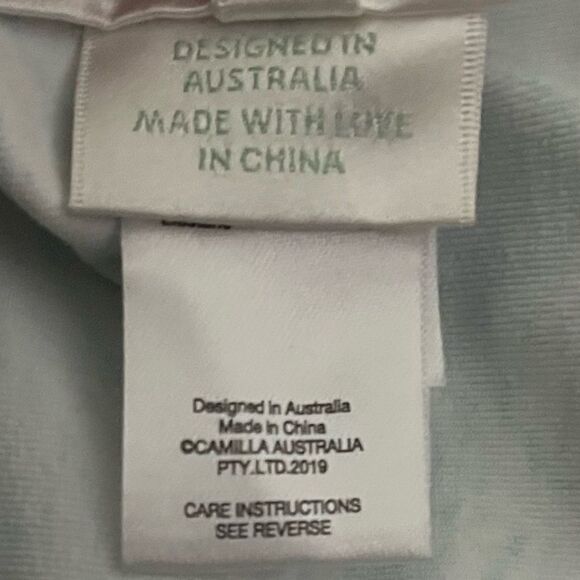 DESIGNED IN
AUSTRALIA
MADE WITH LOVE
IN CHINA
Designed in Australia
Made in China
©CAMILLA AUSTRALIA
PTY.LTD.2019
CARE INSTRUCTIONS
SEE REVERSE